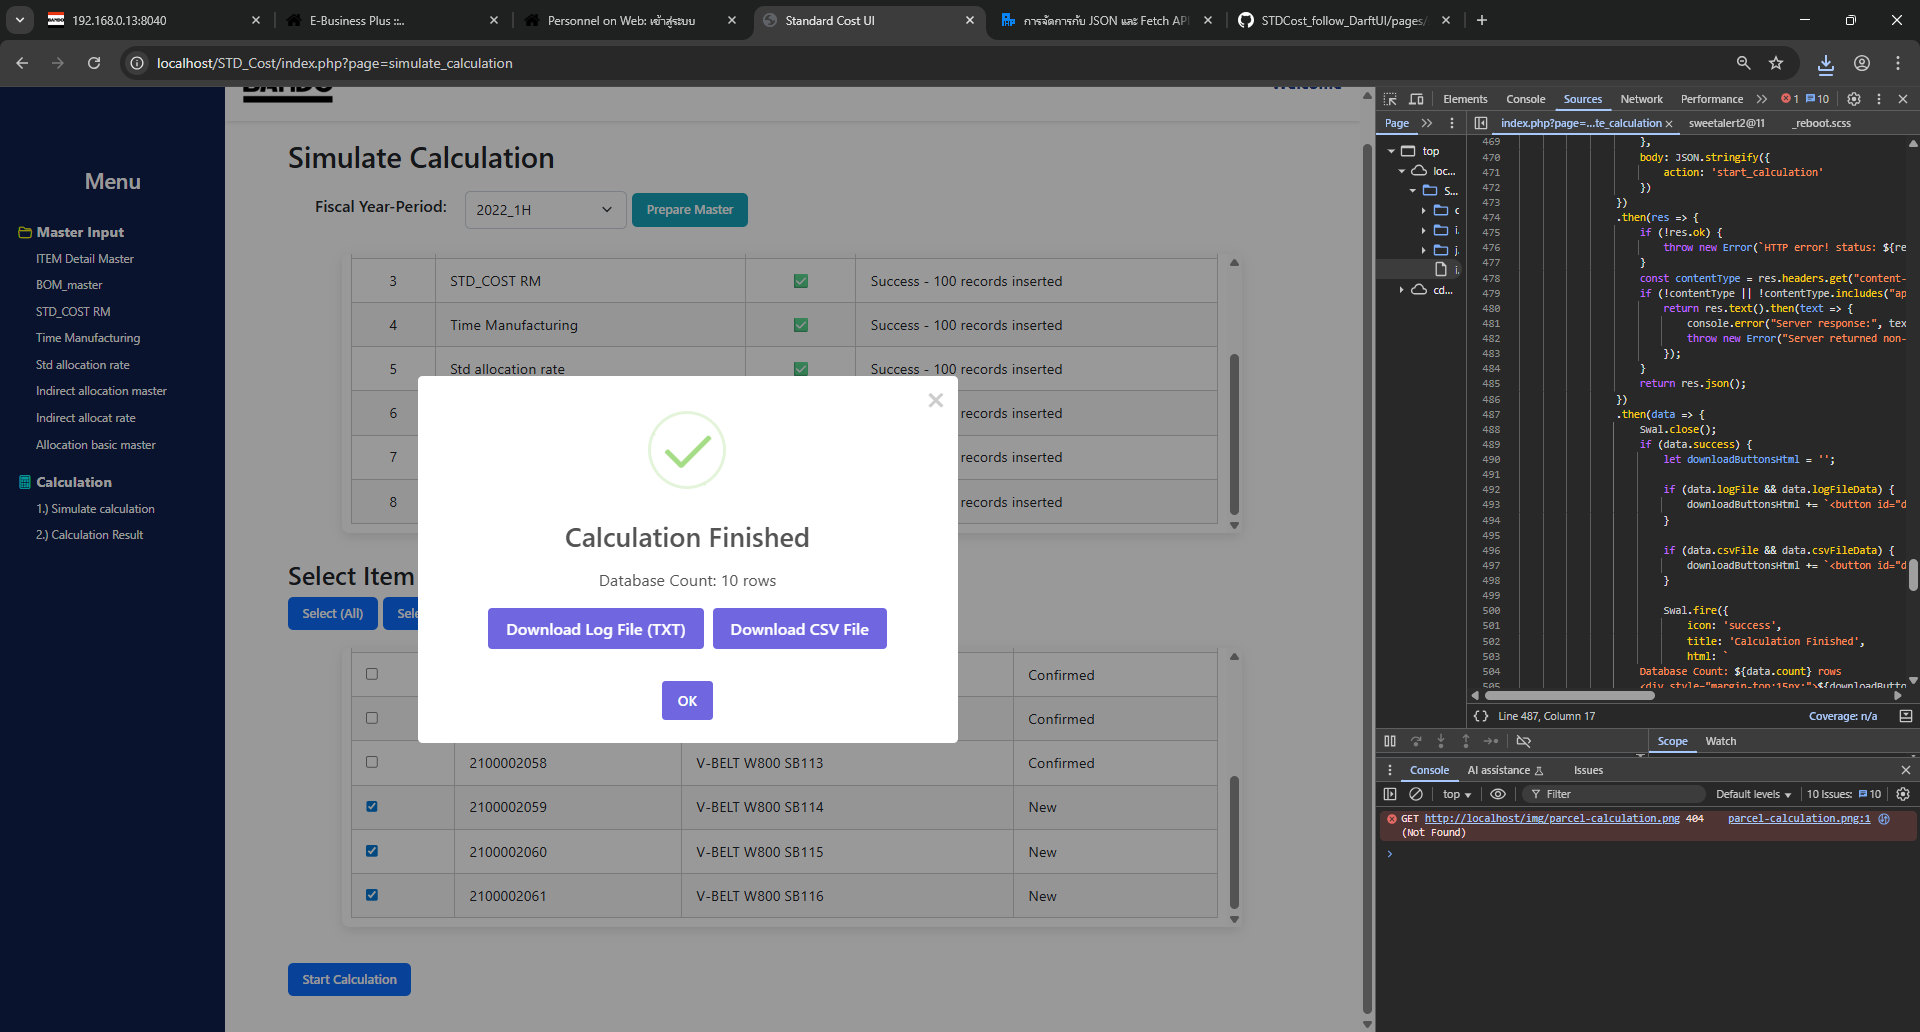 192.168.0.13:8040
E-Business Plus ::..
Personnel on Web: เข้าสู่ระบบ
Standard Cost UI
การจัดการกับ JSON และ Fetch API
STDCost_follow_DarftUI/pages/
localhost/STD_Cost/index.php?page=simulate_calculation
BANDO
Welcome
Menu
Master Input
ITEM Detail Master
BOM_master
STD_COST RM
Time Manufacturing
Std allocation rate
Indirect allocation master
Indirect allocat rate
Allocation basic master
Calculation
1.) Simulate calculation
2.) Calculation Result
Simulate Calculation
Fiscal Year-Period:
2022_1H
Prepare Master
3 STD_COST RM Success - 100 records inserted
4 Time Manufacturing Success - 100 records inserted
5 Std allocation rate Success - 100 records inserted
6 records inserted
7 records inserted
8 records inserted
Calculation Finished
Database Count: 10 rows
Download Log File (TXT)
Download CSV File
OK
Select Item
Select (All)
Sele
Confirmed
Confirmed
2100002058 V-BELT W800 SB113 Confirmed
2100002059 V-BELT W800 SB114 New
2100002060 V-BELT W800 SB115 New
2100002061 V-BELT W800 SB116 New
Start Calculation
Elements Console Sources Network Performance 1 10
Page
index.php?page=...te_calculation
sweetalert2@11
_reboot.scss
top
loc...
S...
c
i
j
i.
cd...
469 },
470 body: JSON.stringify({
471 action: 'start_calculation'
472 })
473 })
474 .then(res => {
475 if (!res.ok) {
476 throw new Error(`HTTP error! status: ${re
477 }
478 const contentType = res.headers.get("content-
479 if (!contentType || !contentType.includes("ap
480 return res.text().then(text => {
481 console.error("Server response:", tex
482 throw new Error("Server returned non-
483 });
484 }
485 return res.json();
486 })
487 .then(data => {
488 Swal.close();
489 if (data.success) {
490 let downloadButtonsHtml = '';
491
492 if (data.logFile && data.logFileData) {
493 downloadButtonsHtml += `<button id="d
494 }
495
496 if (data.csvFile && data.csvFileData) {
497 downloadButtonsHtml += `<button id="d
498 }
499
500 Swal.fire({
501 icon: 'success',
502 title: 'Calculation Finished',
503 html: `
504 Database Count: ${data.count} rows
505 <div style="margin-top:15px;">${downloadButto
{} Line 487, Column 17
Coverage: n/a
Scope
Watch
Console
AI assistance
Issues
top
Filter
Default levels
10 Issues: 10
GET http://localhost/img/parcel-calculation.png 404
(Not Found)
parcel-calculation.png:1